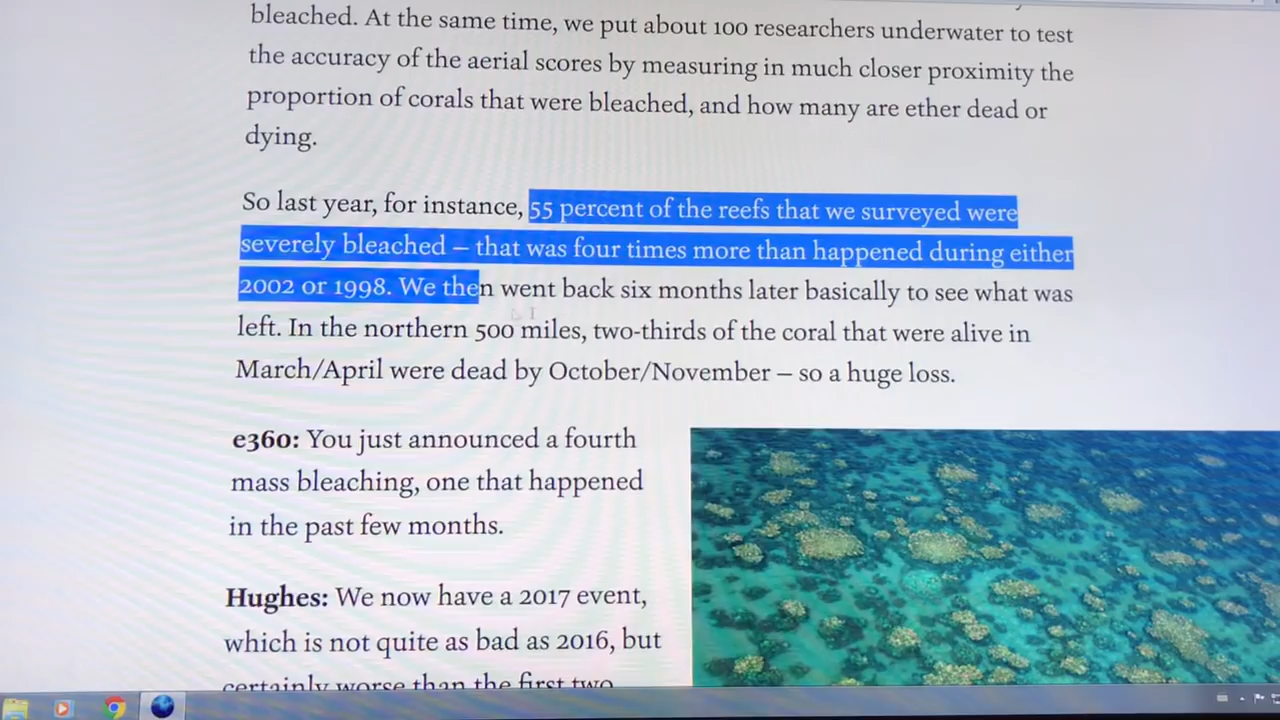 bleached. At the same time, we put about 100 researchers underwater to test
the accuracy of the aerial scores by measuring in much closer proximity the
proportion of corals that were bleached, and how many are ether dead or
dying.
So last year, for instance, 55 percent of the reefs that we surveyed were
severely bleached – that was four times more than happened during either
2002 or 1998. We then went back six months later basically to see what was
left. In the northern 500 miles, two-thirds of the coral that were alive in
March/April were dead by October/November – so a huge loss.
e360: You just announced a fourth
mass bleaching, one that happened
in the past few months.
Hughes: We now have a 2017 event,
which is not quite as bad as 2016, but
certainly worse than the first two